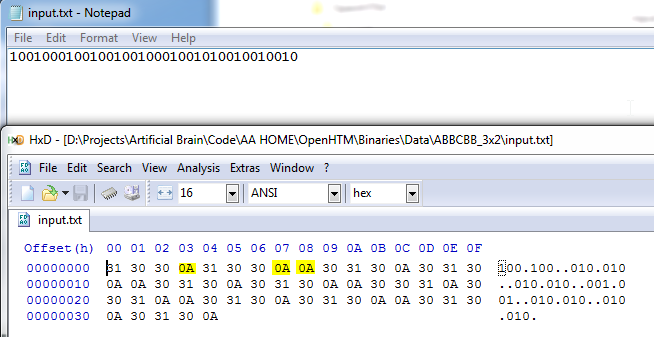 input.txt - Notepad
File Edit Format View Help
100100010010010010001001010010010010
HxD - [D:\Projects\Artificial Brain\Code\AA HOME\OpenHTM\Binaries\Data\ABBCBB_3x2\input.txt]
File Edit Search View Analysis Extras Window ?
16 ANSI hex
input.txt
Offset(h) 00 01 02 03 04 05 06 07 08 09 0A 0B 0C 0D 0E 0F
00000000 31 30 30 0A 31 30 30 0A 0A 30 31 30 0A 30 31 30 100.100..010.010
00000010 0A 0A 30 31 30 0A 30 31 30 0A 0A 30 30 31 0A 30 ..010.010..001.0
00000020 30 31 0A 0A 30 31 30 0A 30 31 30 0A 0A 30 31 30 01..010.010..010
00000030 0A 30 31 30 0A .010.